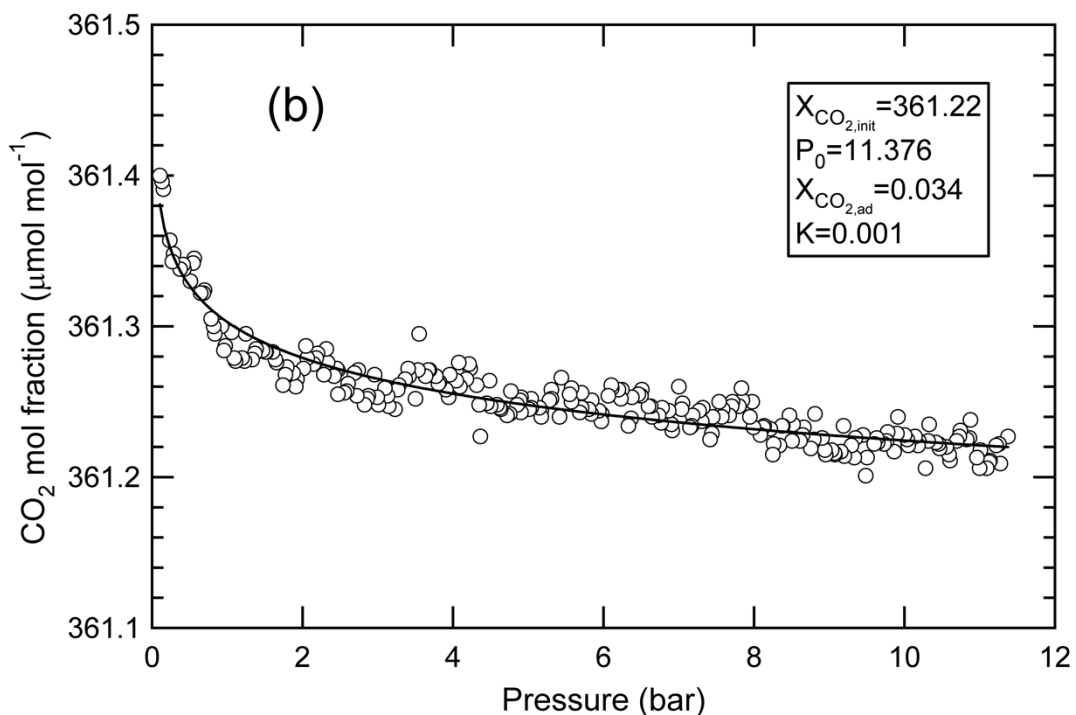 361.5
361.4
361.3
361.2
361.1
CO₂ mol fraction (μmol mol⁻¹)
(b)
X_CO₂,init=361.22
P₀=11.376
X_CO₂,ad=0.034
K=0.001
0 2 4 6 8 10 12
Pressure (bar)